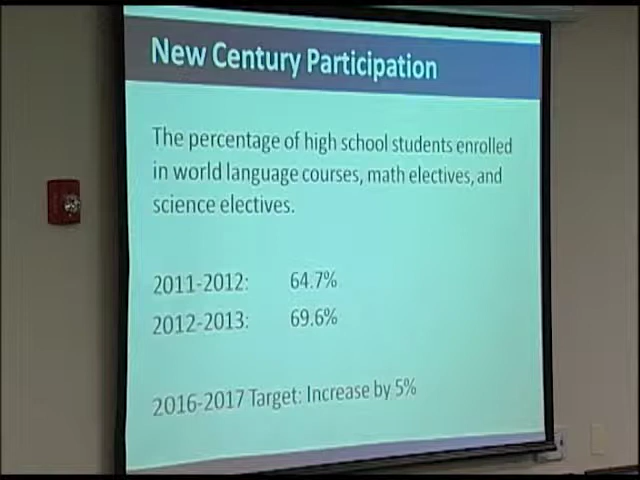 New Century Participation
The percentage of high school students enrolled
in world language courses, math electives, and
science electives.
2011-2012: 64.7%
2012-2013: 69.6%
2016-2017 Target: Increase by 5%